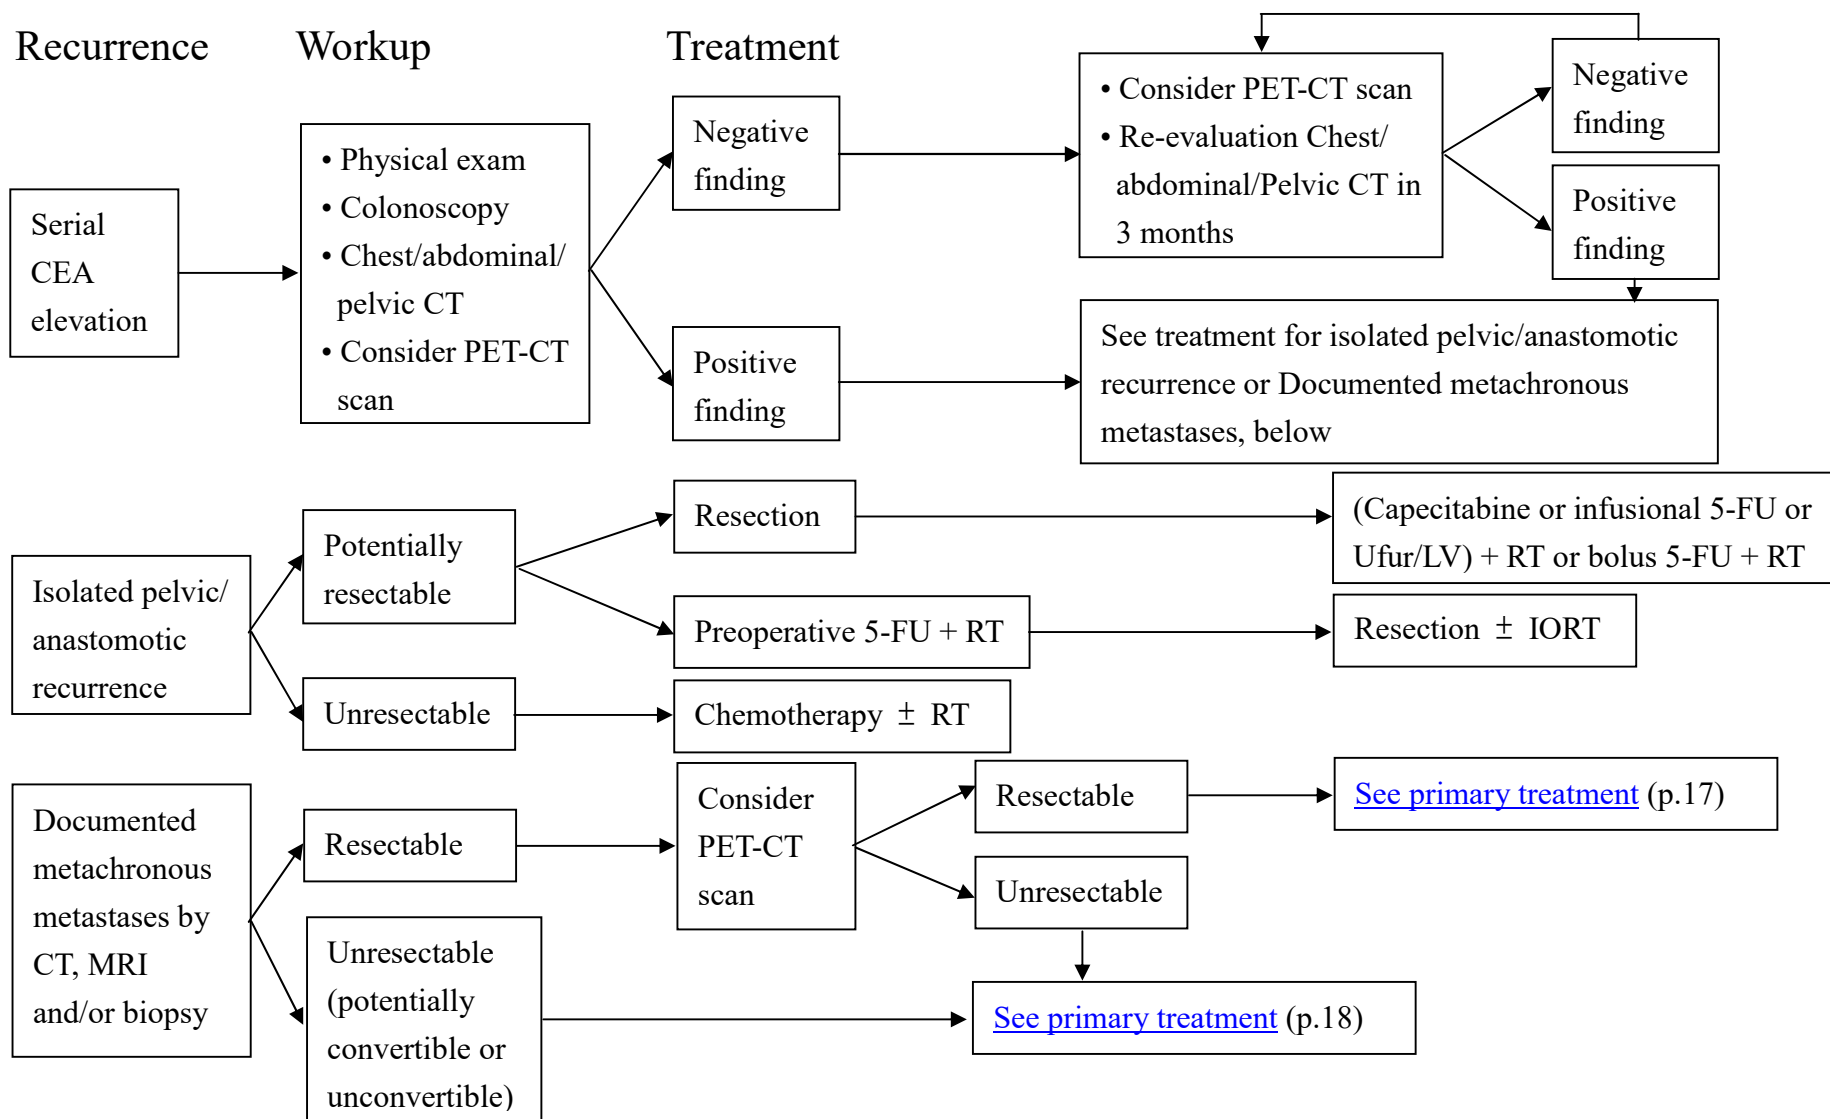 Recurrence
Workup
Treatment
Serial
CEA
elevation
• Physical exam
• Colonoscopy
• Chest/abdominal/
pelvic CT
• Consider PET-CT
scan
Negative
finding
Positive
finding
• Consider PET-CT scan
• Re-evaluation Chest/
abdominal/Pelvic CT in
3 months
Negative
finding
Positive
finding
See treatment for isolated pelvic/anastomotic
recurrence or Documented metachronous
metastases, below
Isolated pelvic/
anastomotic
recurrence
Potentially
resectable
Resection
(Capecitabine or infusional 5-FU or
Ufur/LV) + RT or bolus 5-FU + RT
Preoperative 5-FU + RT
Resection ± IORT
Unresectable
Chemotherapy ± RT
Documented
metachronous
metastases by
CT, MRI
and/or biopsy
Resectable
Consider
PET-CT
scan
Resectable
See primary treatment (p.17)
Unresectable
Unresectable
(potentially
convertible or
unconvertible)
See primary treatment (p.18)